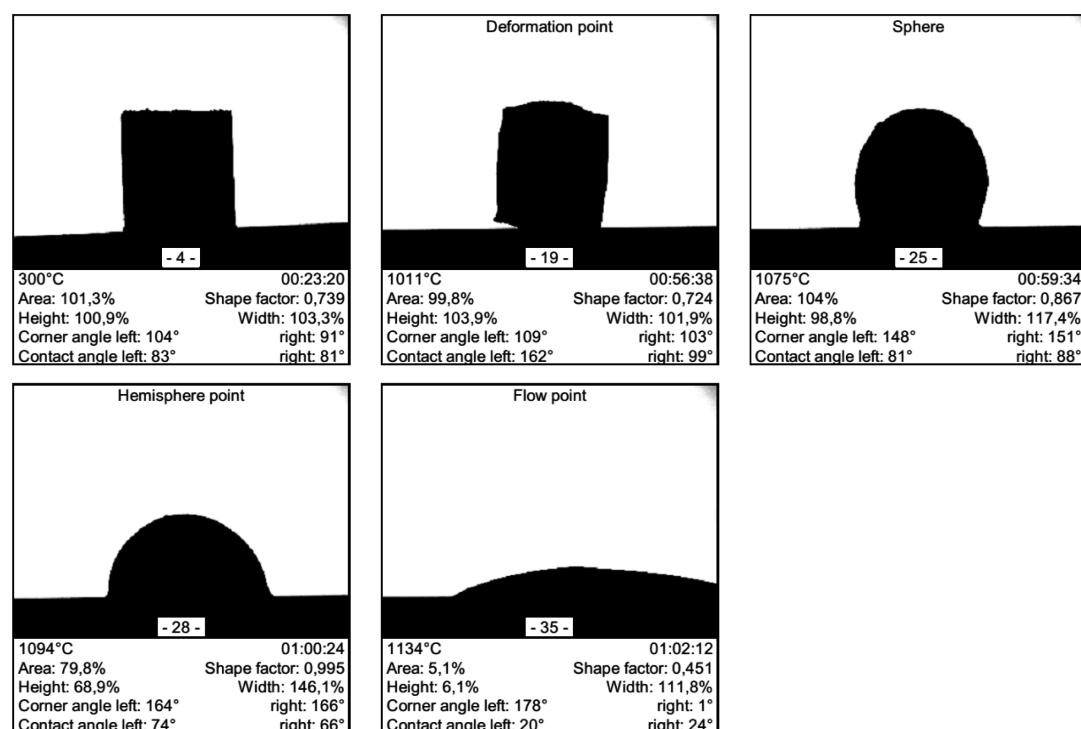 - 4 -
300°C 00:23:20
Area: 101,3% Shape factor: 0,739
Height: 100,9% Width: 103,3%
Corner angle left: 104° right: 91°
Contact angle left: 83° right: 81°
Deformation point
- 19 -
1011°C 00:56:38
Area: 99,8% Shape factor: 0,724
Height: 103,9% Width: 101,9%
Corner angle left: 109° right: 103°
Contact angle left: 162° right: 99°
Sphere
- 25 -
1075°C 00:59:34
Area: 104% Shape factor: 0,867
Height: 98,8% Width: 117,4%
Corner angle left: 148° right: 151°
Contact angle left: 81° right: 88°
Hemisphere point
- 28 -
1094°C 01:00:24
Area: 79,8% Shape factor: 0,995
Height: 68,9% Width: 146,1%
Corner angle left: 164° right: 166°
Contact angle left: 74° right: 66°
Flow point
- 35 -
1134°C 01:02:12
Area: 5,1% Shape factor: 0,451
Height: 6,1% Width: 111,8%
Corner angle left: 178° right: 1°
Contact angle left: 20° right: 24°